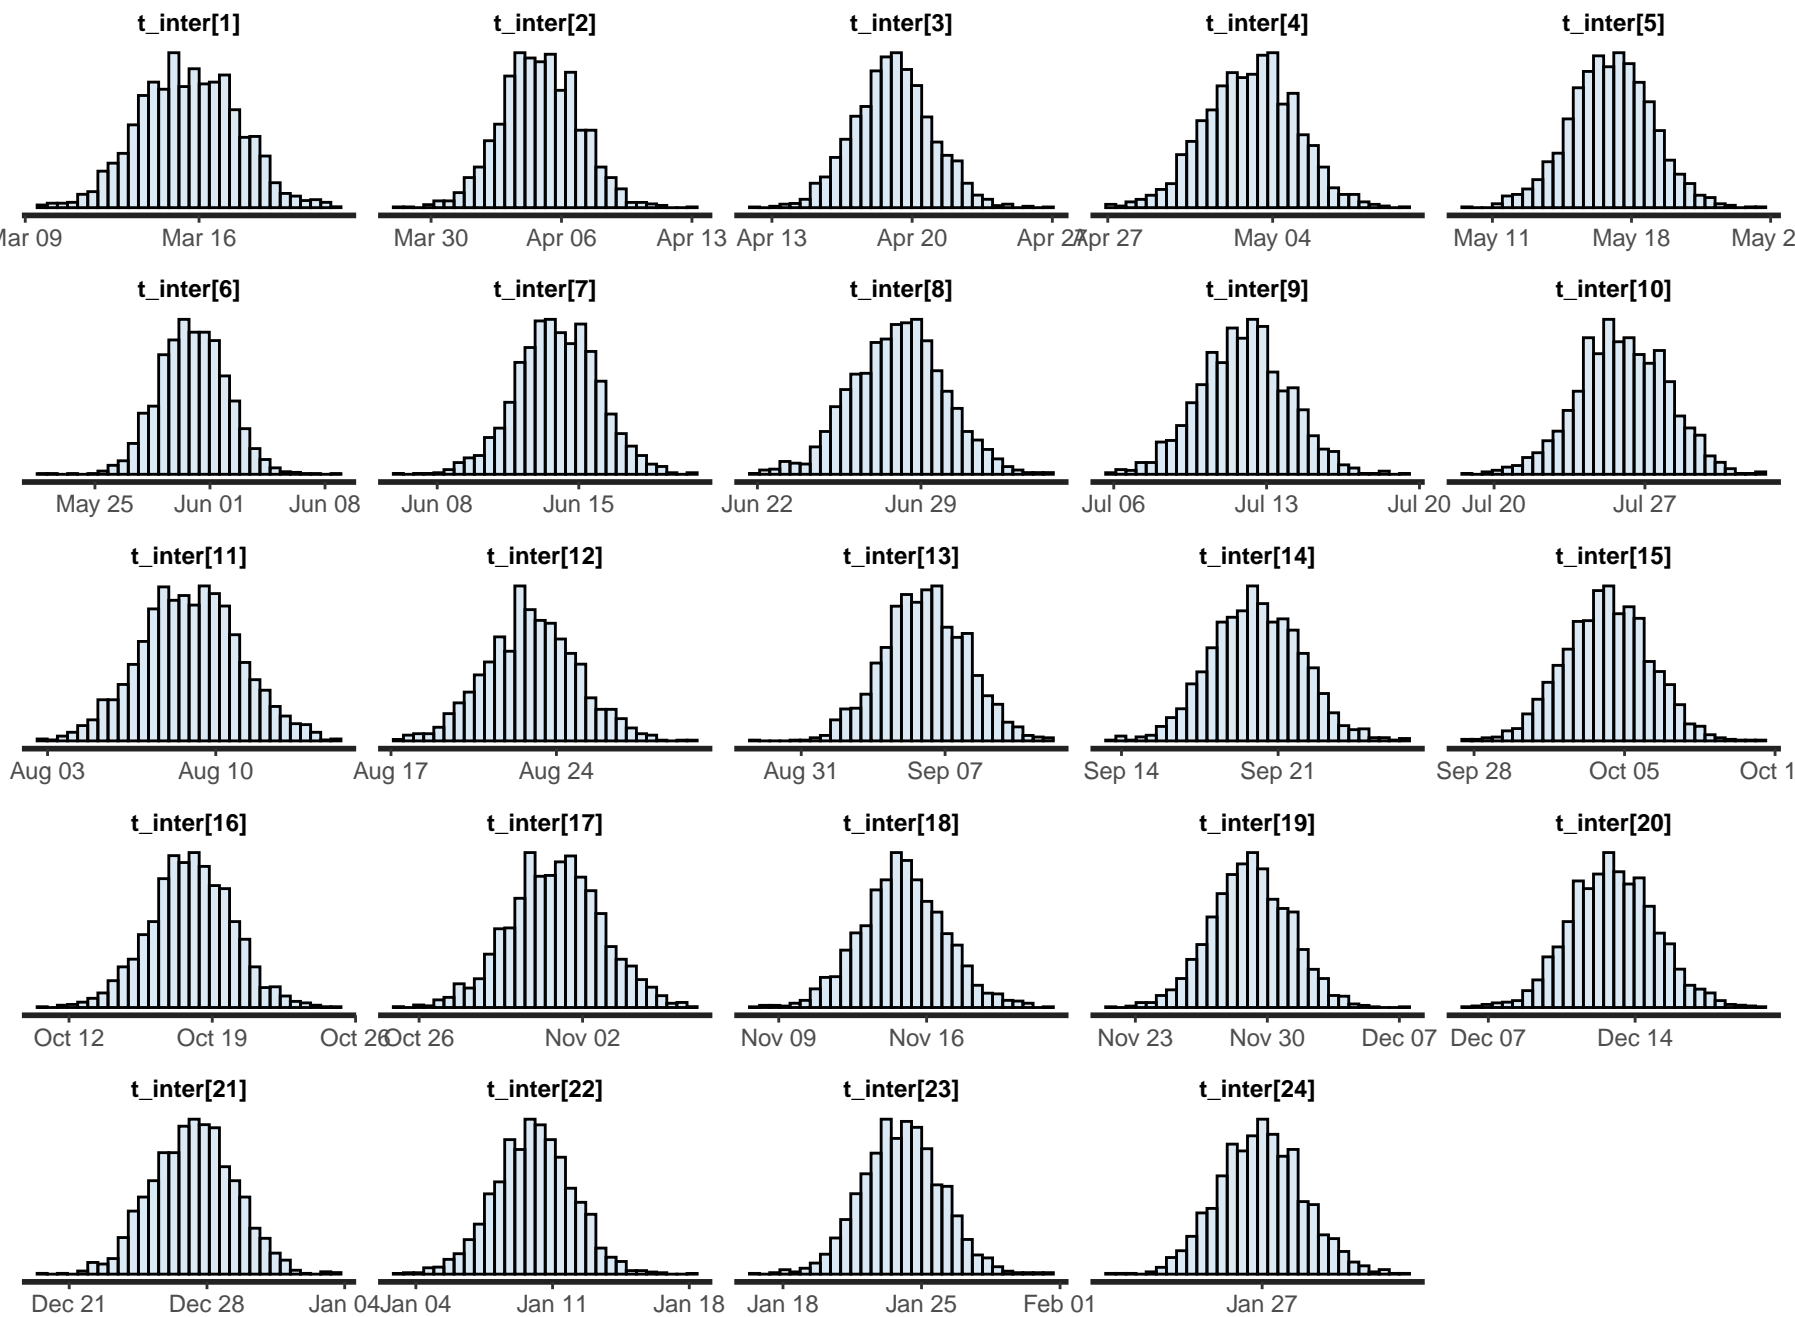 t_inter[1] t_inter[2] t_inter[3] t_inter[4] t_inter[5]
Mar 09 Mar 16 Mar 30 Apr 06 Apr 13 Apr 13 Apr 20 Apr 27 Apr 27 May 04 May 11 May 18 May 2
t_inter[6] t_inter[7] t_inter[8] t_inter[9] t_inter[10]
May 25 Jun 01 Jun 08 Jun 08 Jun 15 Jun 22 Jun 29 Jul 06 Jul 13 Jul 20 Jul 20 Jul 27
t_inter[11] t_inter[12] t_inter[13] t_inter[14] t_inter[15]
Aug 03 Aug 10 Aug 17 Aug 24 Aug 31 Sep 07 Sep 14 Sep 21 Sep 28 Oct 05 Oct 1
t_inter[16] t_inter[17] t_inter[18] t_inter[19] t_inter[20]
Oct 12 Oct 19 Oct 26 Oct 26 Nov 02 Nov 09 Nov 16 Nov 23 Nov 30 Dec 07 Dec 07 Dec 14
t_inter[21] t_inter[22] t_inter[23] t_inter[24]
Dec 21 Dec 28 Jan 04 Jan 04 Jan 11 Jan 18 Jan 18 Jan 25 Feb 01 Jan 27